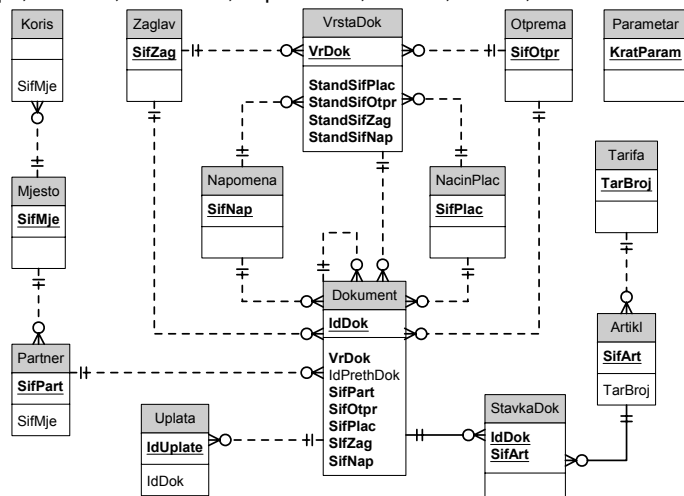 Koris
SifMje
Zaglav
SifZag
VrstaDok
VrDok
StandSifPlac
StandSifOtpr
StandSifZag
StandSifNap
Otprema
SifOtpr
Parametar
KratParam
Mjesto
SifMje
Napomena
SifNap
NacinPlac
SifPlac
Tarifa
TarBroj
Dokument
IdDok
VrDok
IdPrethDok
SifPart
SifOtpr
SifPlac
SIfZag
SifNap
Partner
SifPart
SifMje
Uplata
IdUplate
IdDok
StavkaDok
IdDok
SifArt
Artikl
SifArt
TarBroj